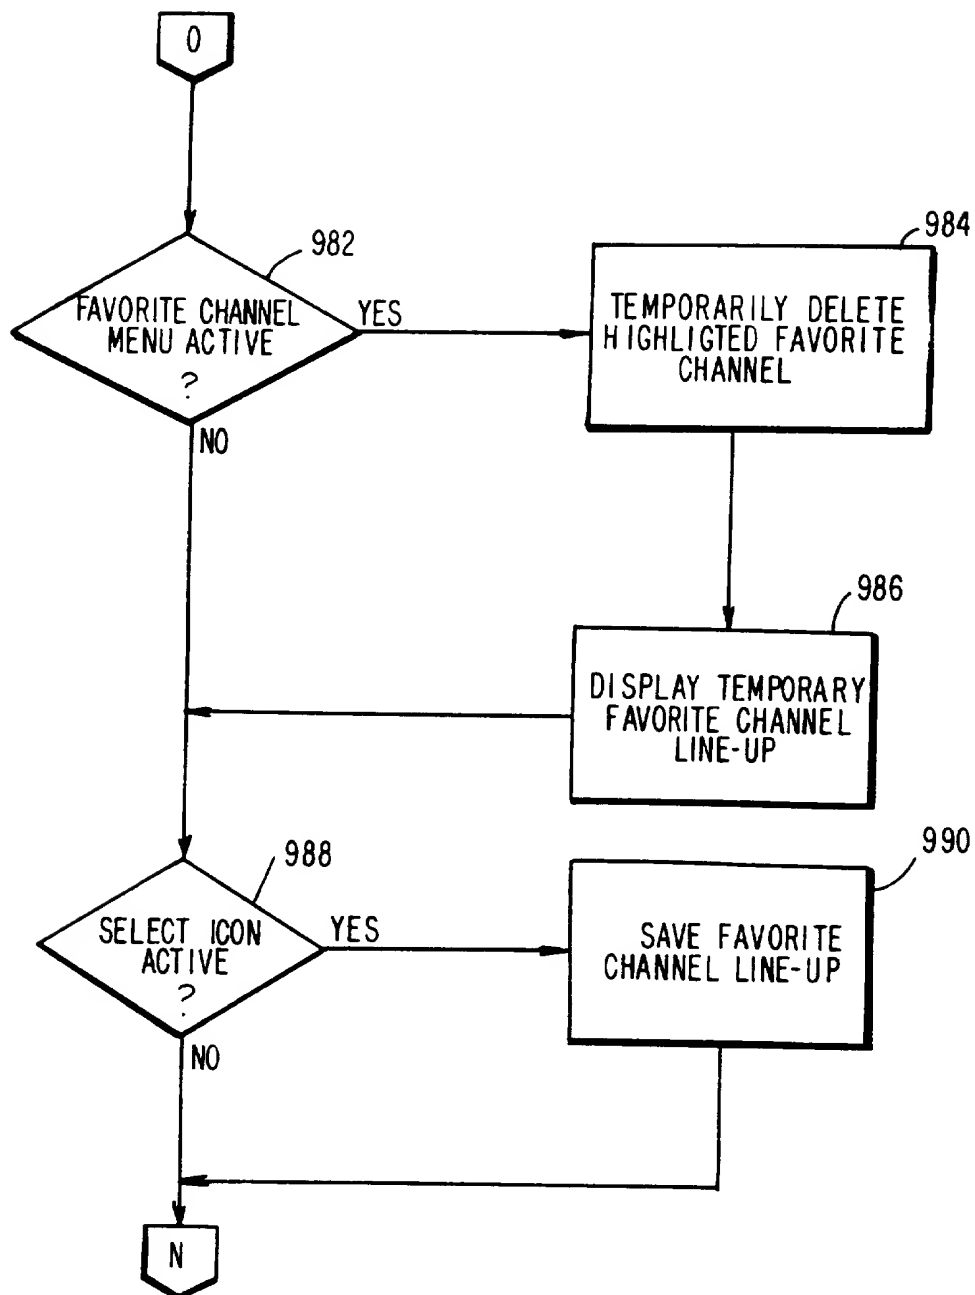 O
982
FAVORITE CHANNEL
MENU ACTIVE
?
YES
NO
984
TEMPORARILY DELETE
HIGHLIGTED FAVORITE
CHANNEL
986
DISPLAY TEMPORARY
FAVORITE CHANNEL
LINE-UP
988
SELECT ICON
ACTIVE
?
YES
NO
990
SAVE FAVORITE
CHANNEL LINE-UP
N